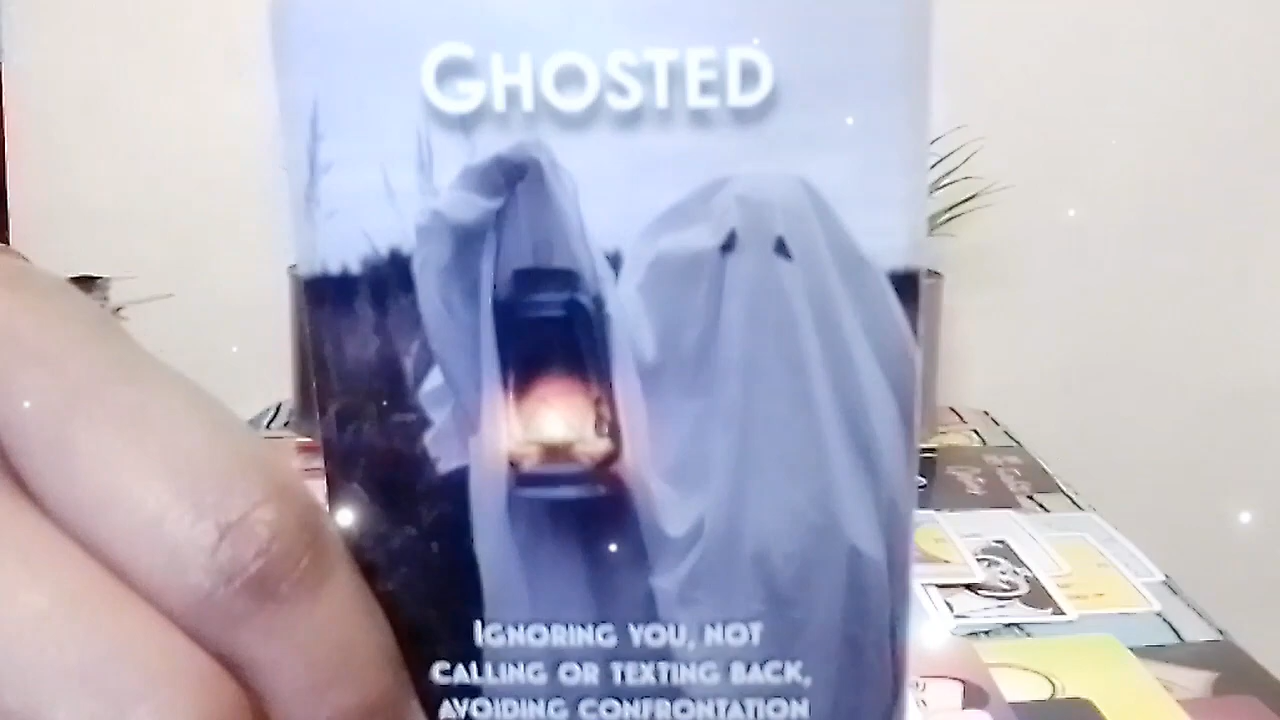 GHOSTED
IGNORING YOU, NOT
CALLING OR TEXTING BACK,
AVOIDING CONFRONTATION